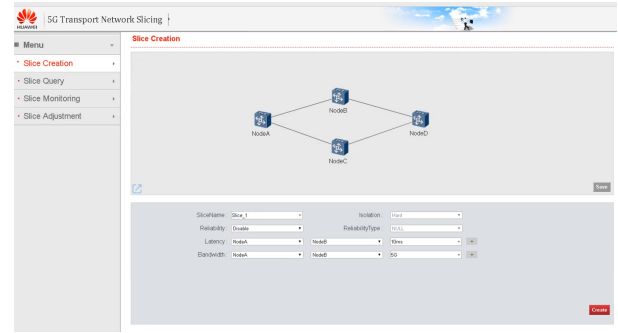 HUAWEI
5G Transport Network Slicing
Menu
Slice Creation
Slice Query
Slice Monitoring
Slice Adjustment
Slice Creation
NodeB
NodeA
NodeD
NodeC
Save
SliceName: Slice_1 Isolation: Hard
Reliability: Disable ReliabilityType: NULL
Latency: NodeA NodeB 10ms +
Bandwidth: NodeA NodeB 5G +
Create